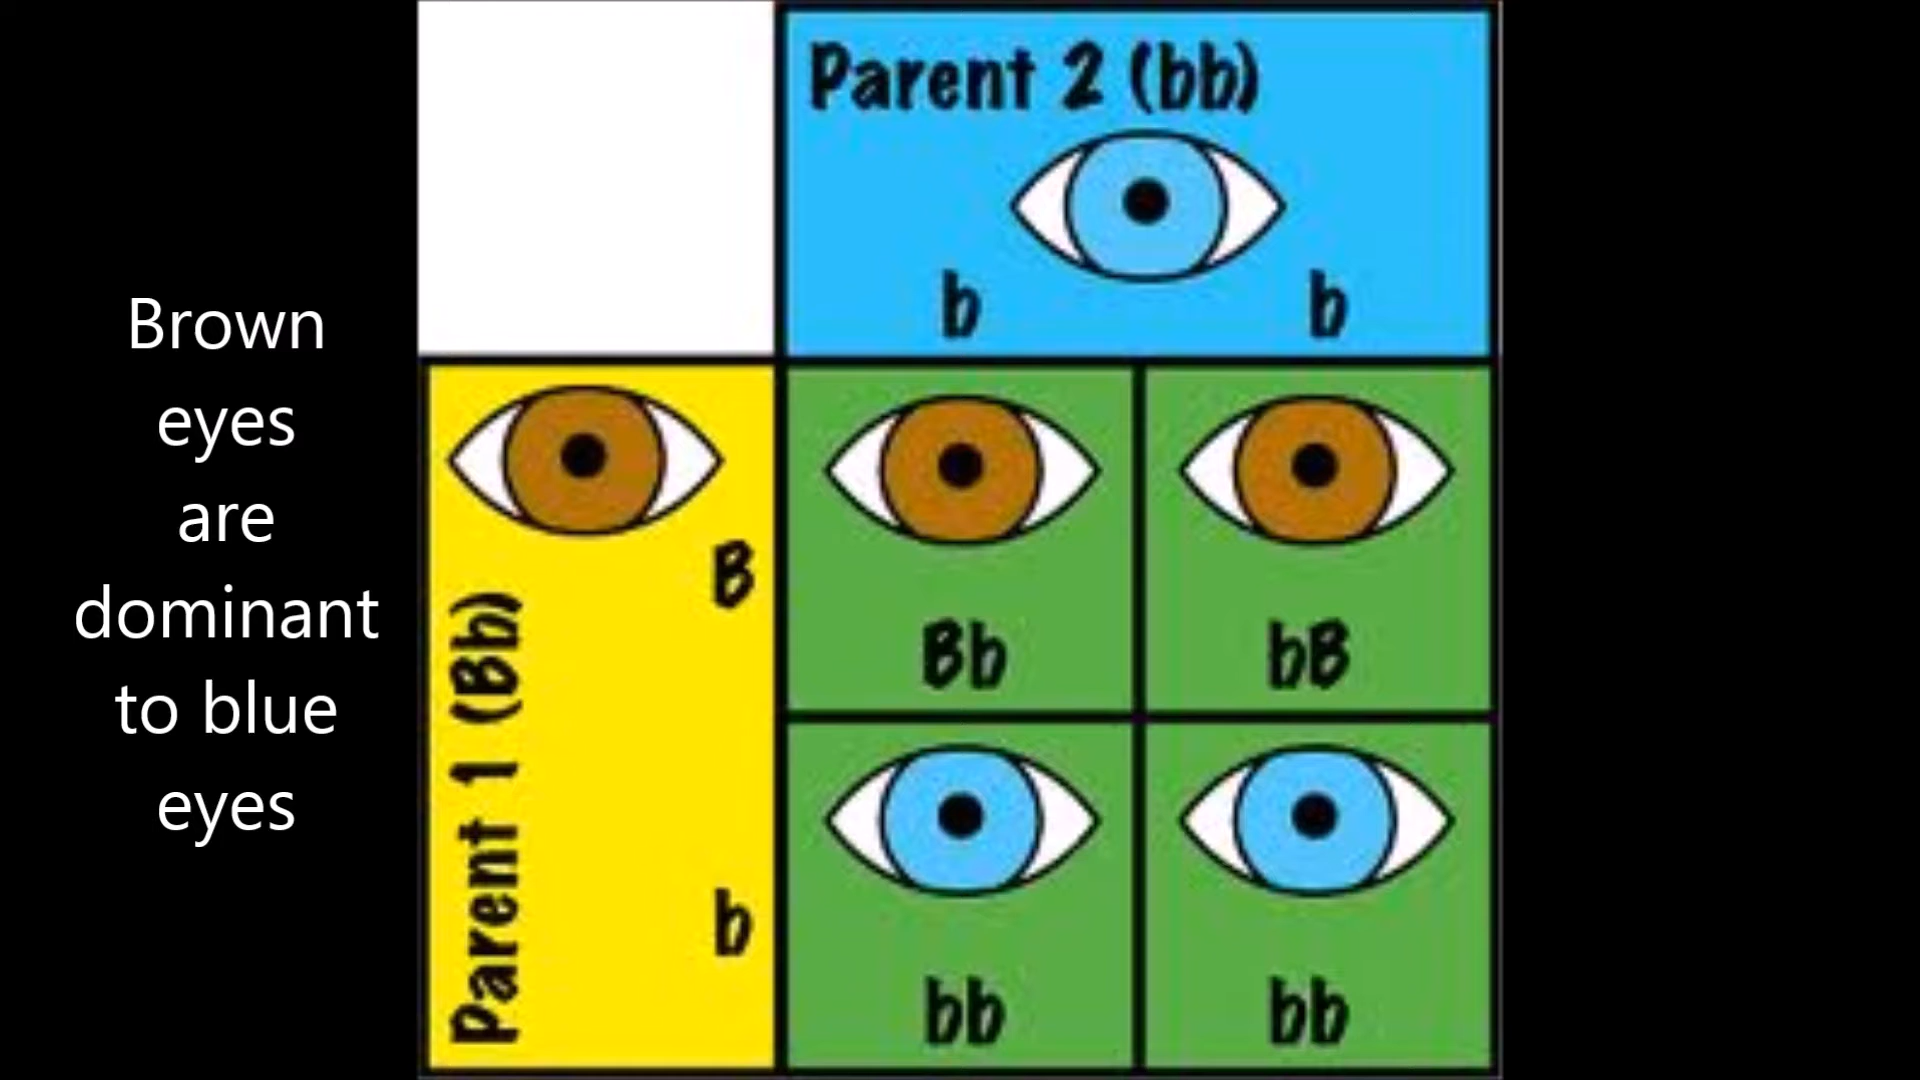 Brown
eyes
are
dominant
to blue
eyes
Parent 2 (bb)
b b
Parent 1 (Bb)
B
b
Bb bB
bb bb